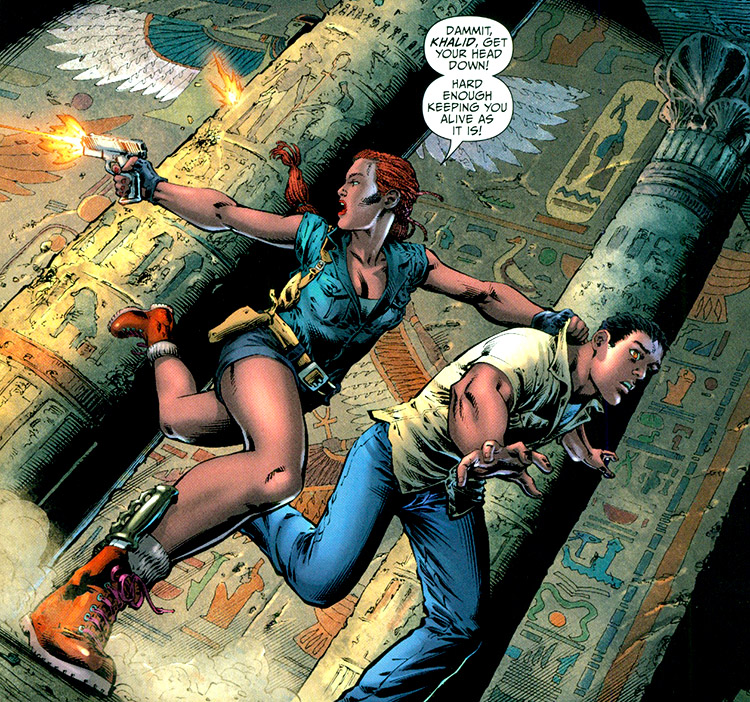 DAMMIT,
KHALID, GET
YOUR HEAD
DOWN!
HARD
ENOUGH
KEEPING YOU
ALIVE AS
IT IS!